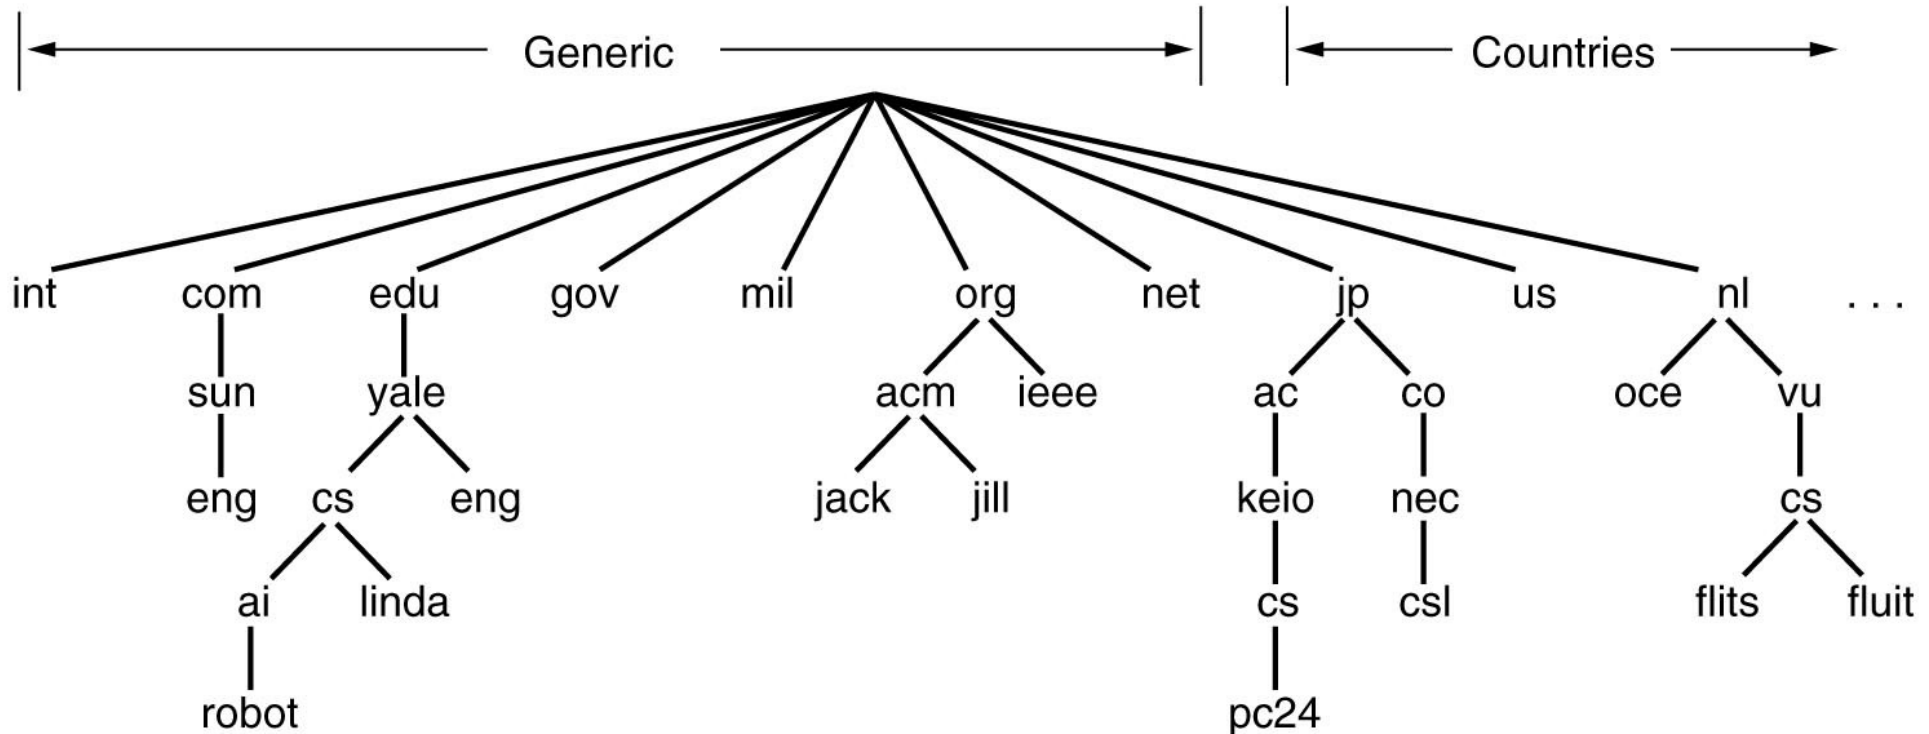 Generic Countries
int com edu gov mil org net jp us nl . . .
sun yale acm ieee ac co oce vu
eng cs eng jack jill keio nec cs
ai linda cs csl flits fluit
robot pc24